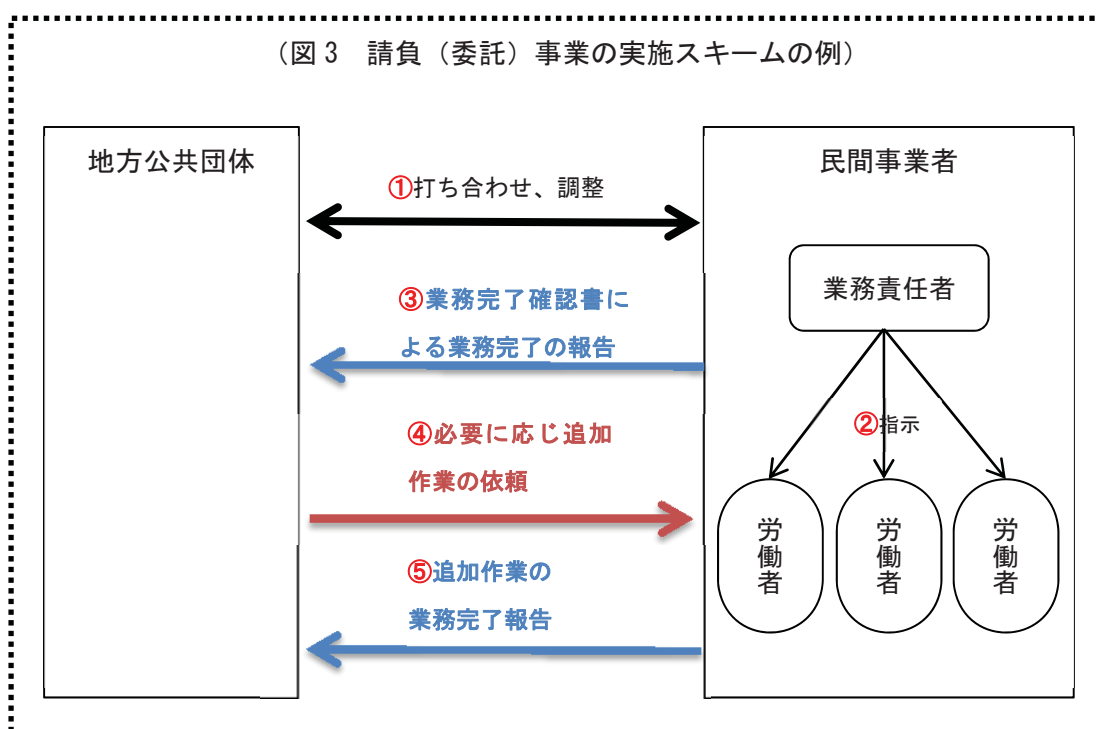 （図３　請負（委託）事業の実施スキームの例）
地方公共団体
民間事業者
①打ち合わせ、調整
業務責任者
③業務完了確認書に
よる業務完了の報告
②指示
④必要に応じ追加
作業の依頼
労働者
労働者
労働者
⑤追加作業の
業務完了報告